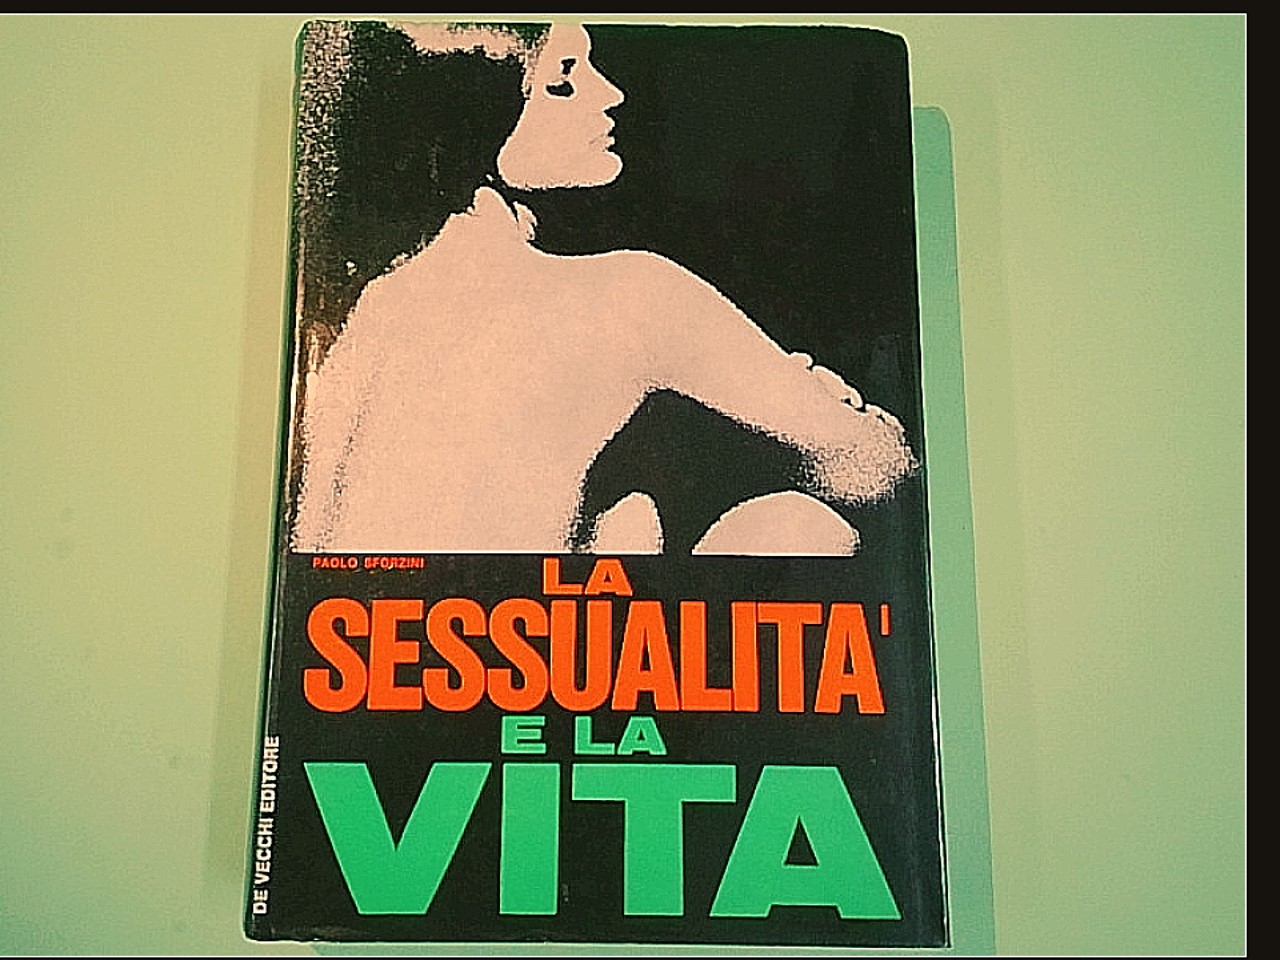 PAOLO SFORZINI
LA
SESSUALITA'
E LA
VITA
DE VECCHI EDITORE